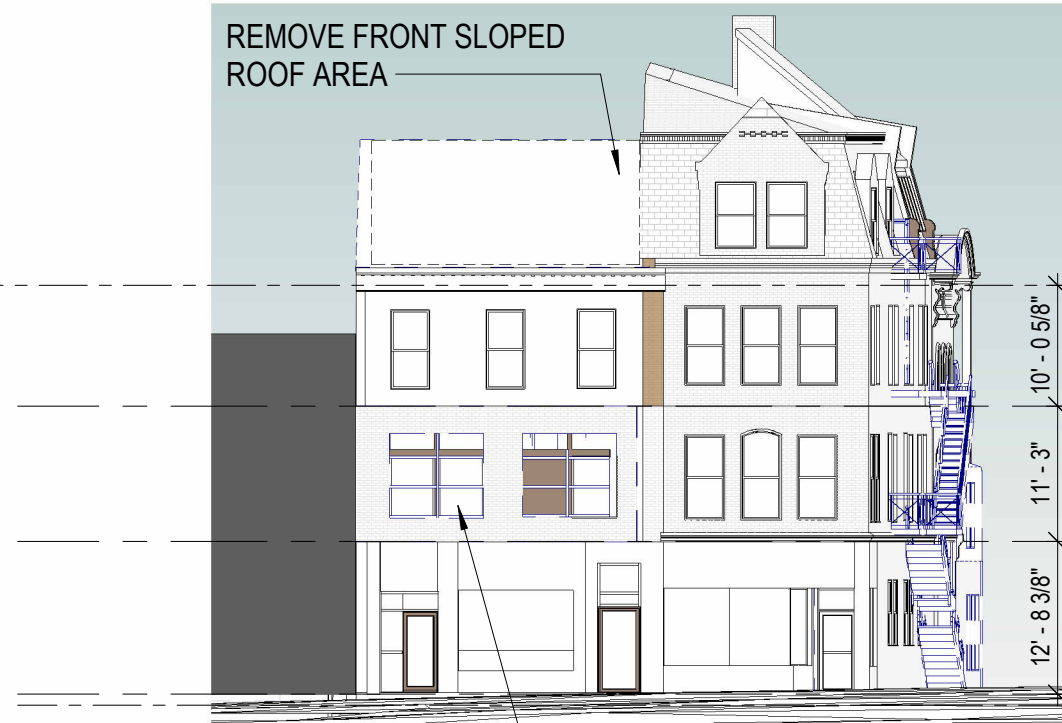 REMOVE FRONT SLOPED
ROOF AREA
10' - 0 5/8"
11' - 3"
12' - 8 3/8"